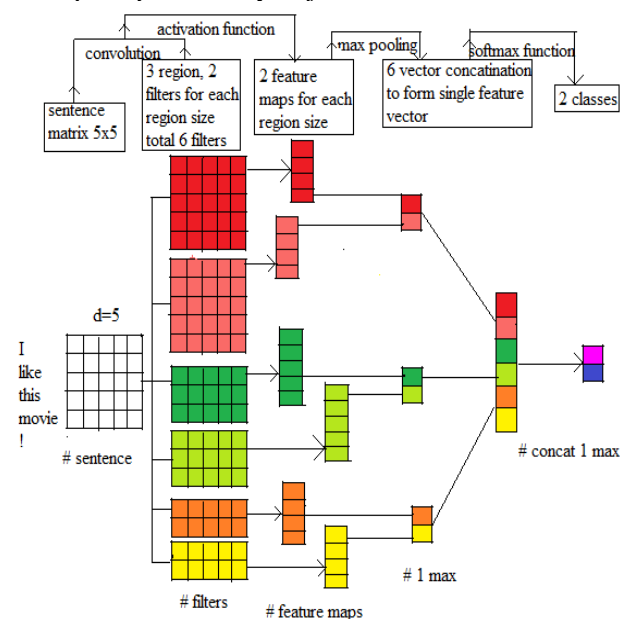 activation function
convolution
max pooling
softmax function
sentence
matrix 5x5
3 region, 2
filters for each
region size
total 6 filters
2 feature
maps for each
region size
6 vector concatination
to form single feature
vector
2 classes
d=5
I
like
this
movie
!
# sentence
# filters
# feature maps
# 1 max
# concat 1 max